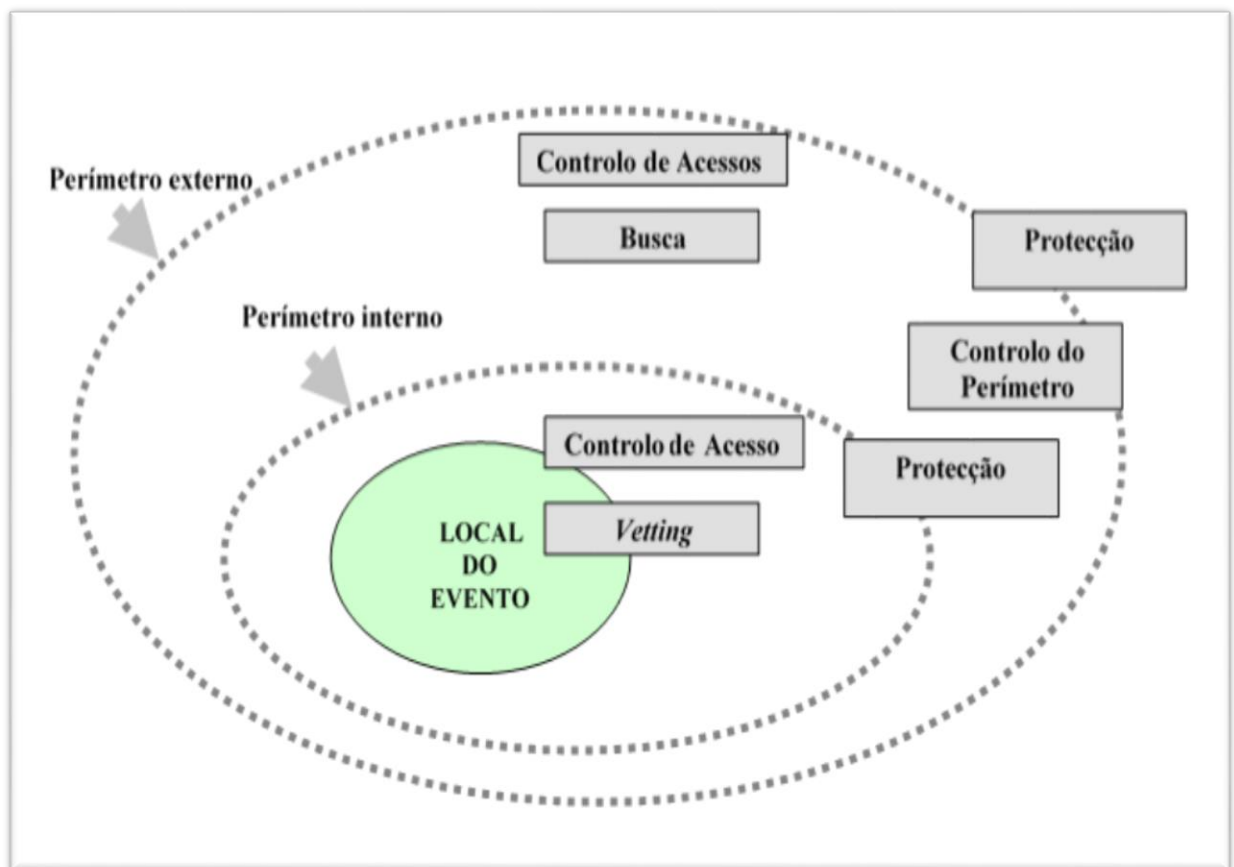 Controlo de Acessos
Perímetro externo
Busca
Protecção
Perímetro interno
Controlo do
Perímetro
Controlo de Acesso
Protecção
Vetting
LOCAL
DO
EVENTO